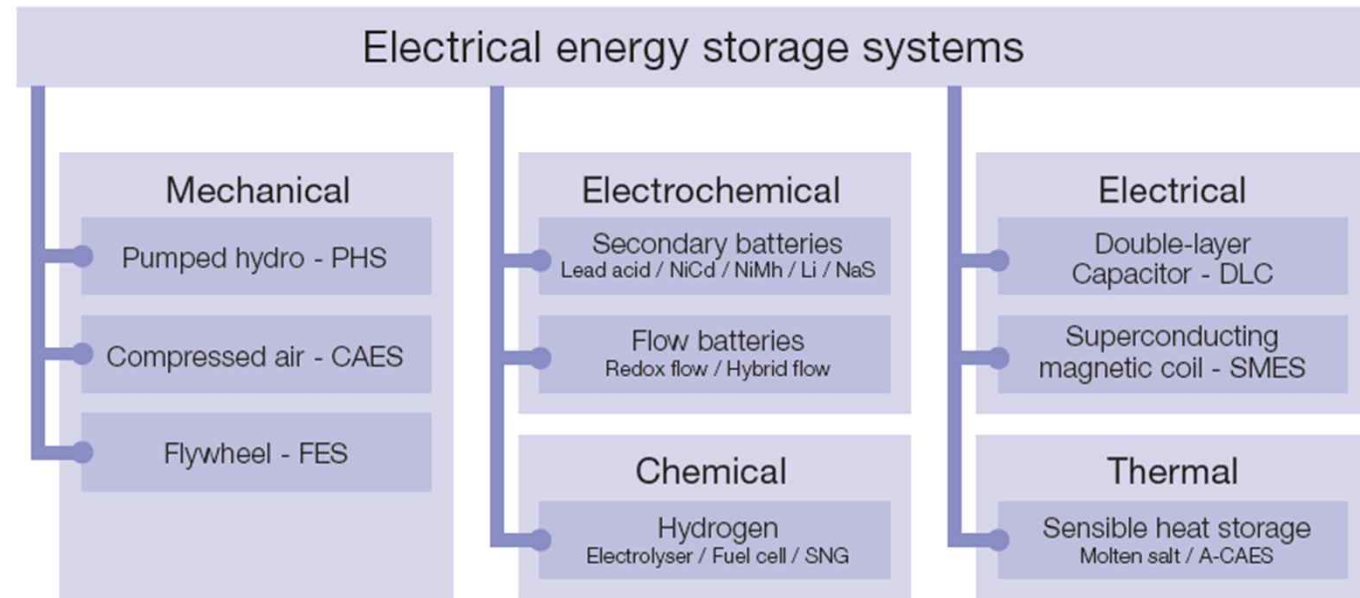 Electrical energy storage systems
Mechanical
Pumped hydro - PHS
Compressed air - CAES
Flywheel - FES
Electrochemical
Secondary batteries
Lead acid / NiCd / NiMh / Li / NaS
Flow batteries
Redox flow / Hybrid flow
Chemical
Hydrogen
Electrolyser / Fuel cell / SNG
Electrical
Double-layer
Capacitor - DLC
Superconducting
magnetic coil - SMES
Thermal
Sensible heat storage
Molten salt / A-CAES